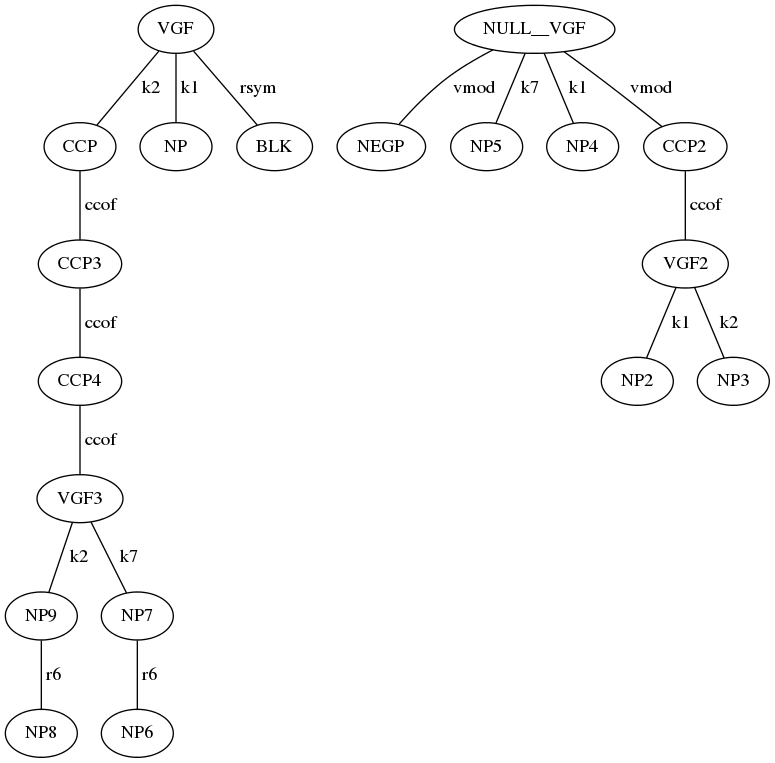 VGF NULL__VGF
k2 k1 rsym vmod k7 k1 vmod
CCP NP BLK NEGP NP5 NP4 CCP2
ccof ccof
CCP3 VGF2
ccof k1 k2
CCP4 NP2 NP3
ccof
VGF3
k2 k7
NP9 NP7
r6 r6
NP8 NP6